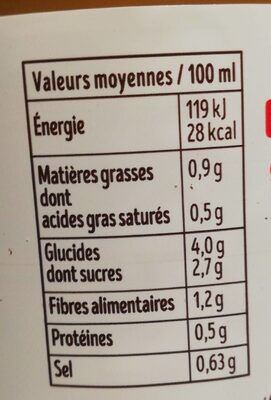 Valeurs moyennes / 100 ml
Énergie 119 kJ
28 kcal
Matières grasses 0,9 g
dont
acides gras saturés 0,5 g
Glucides 4,0 g
dont sucres 2,7 g
Fibres alimentaires 1,2 g
Protéines 0,5 g
Sel 0,63 g